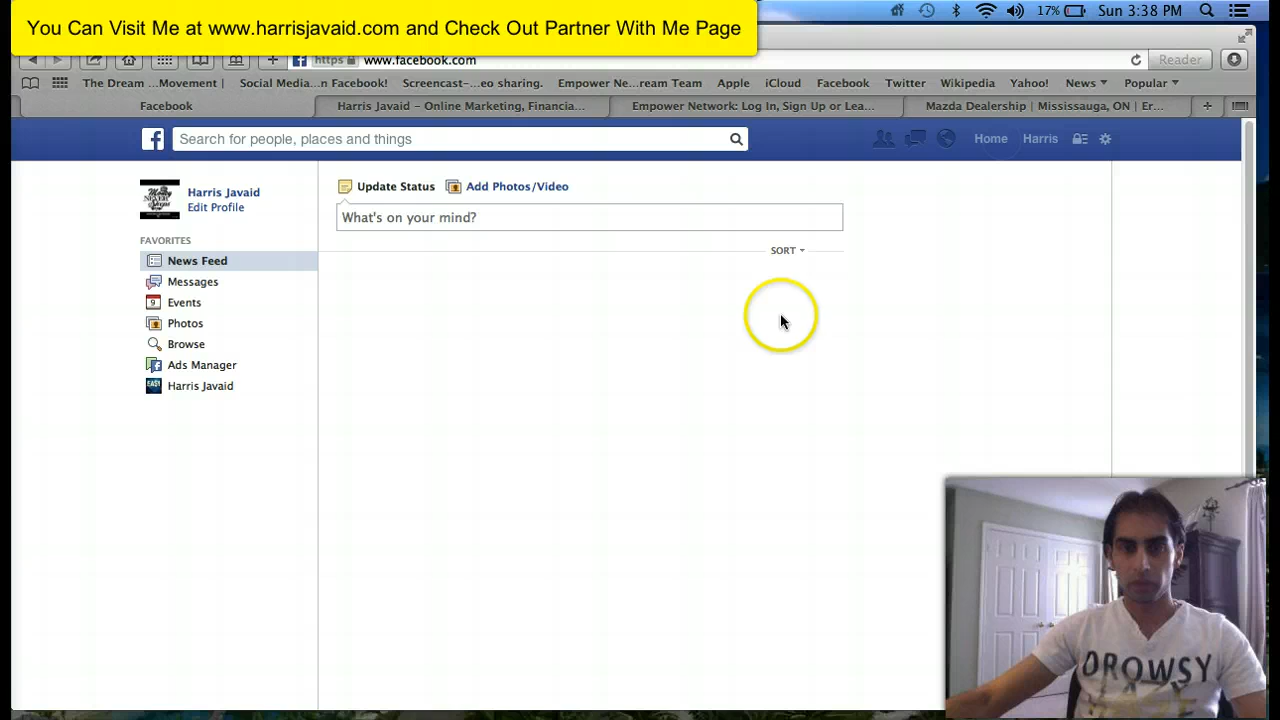 You Can Visit Me at www.harrisjavaid.com and Check Out Partner With Me Page
17% Sun 3:38 PM
https www.facebook.com Reader
The Dream ...Movement | Social Media...n Facebook! Screencast-...eo sharing. Empower Ne...ream Team Apple iCloud Facebook Twitter Wikipedia Yahoo! News Popular
Facebook Harris Javaid – Online Marketing, Financia... Empower Network: Log In, Sign Up or Lea... Mazda Dealership | Mississauga, ON | Er...
Search for people, places and things Home Harris
Harris Javaid
Edit Profile
Update Status Add Photos/Video
What's on your mind?
SORT
FAVORITES
News Feed
Messages
9 Events
Photos
Browse
Ads Manager
Harris Javaid
DROWSY